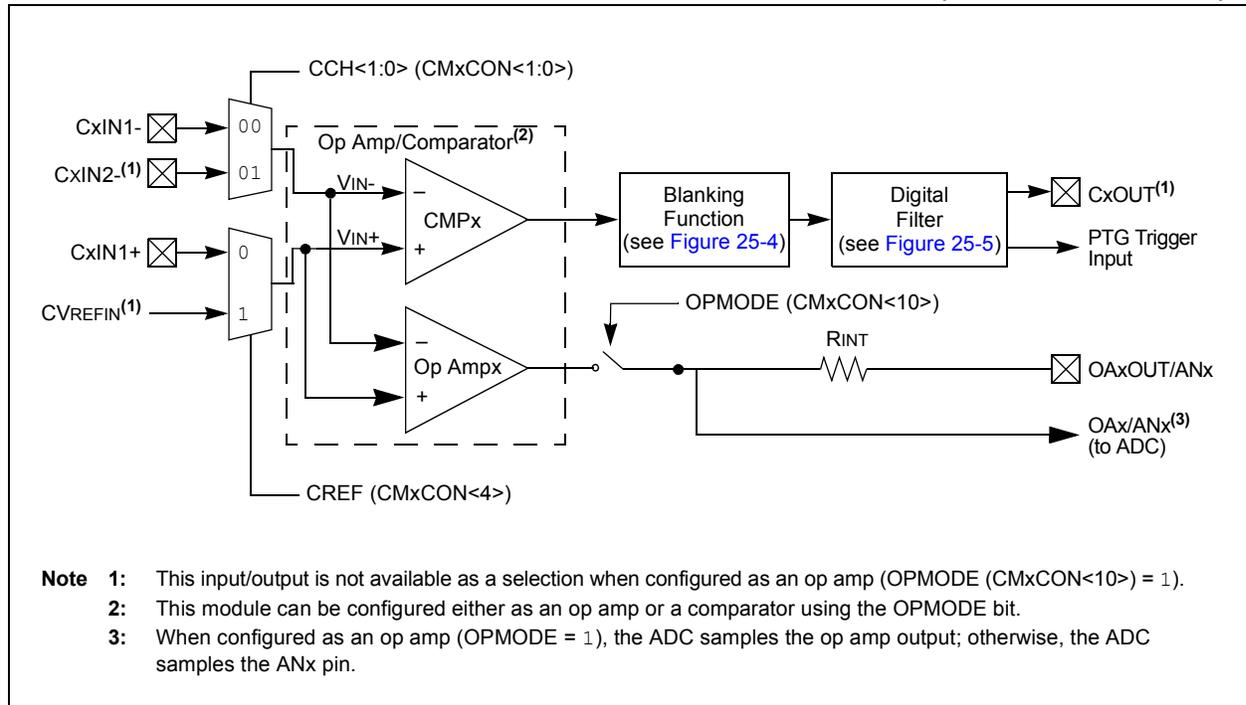 CCH<1:0> (CMxCON<1:0>)
CxIN1-
00
Op Amp/Comparator(2)
CxIN2-(1)
01
VIN-
–
CMPx
Blanking
Function
(see Figure 25-4)
Digital
Filter
(see Figure 25-5)
CxOUT(1)
CxIN1+
0
VIN+
+
PTG Trigger
Input
CVREFIN(1)
1
OPMODE (CMxCON<10>)
–
Op Ampx
+
RINT
OAxOUT/ANx
OAx/ANx(3)
(to ADC)
CREF (CMxCON<4>)
Note 1: This input/output is not available as a selection when configured as an op amp (OPMODE (CMxCON<10>) = 1).
2: This module can be configured either as an op amp or a comparator using the OPMODE bit.
3: When configured as an op amp (OPMODE = 1), the ADC samples the op amp output; otherwise, the ADC
samples the ANx pin.